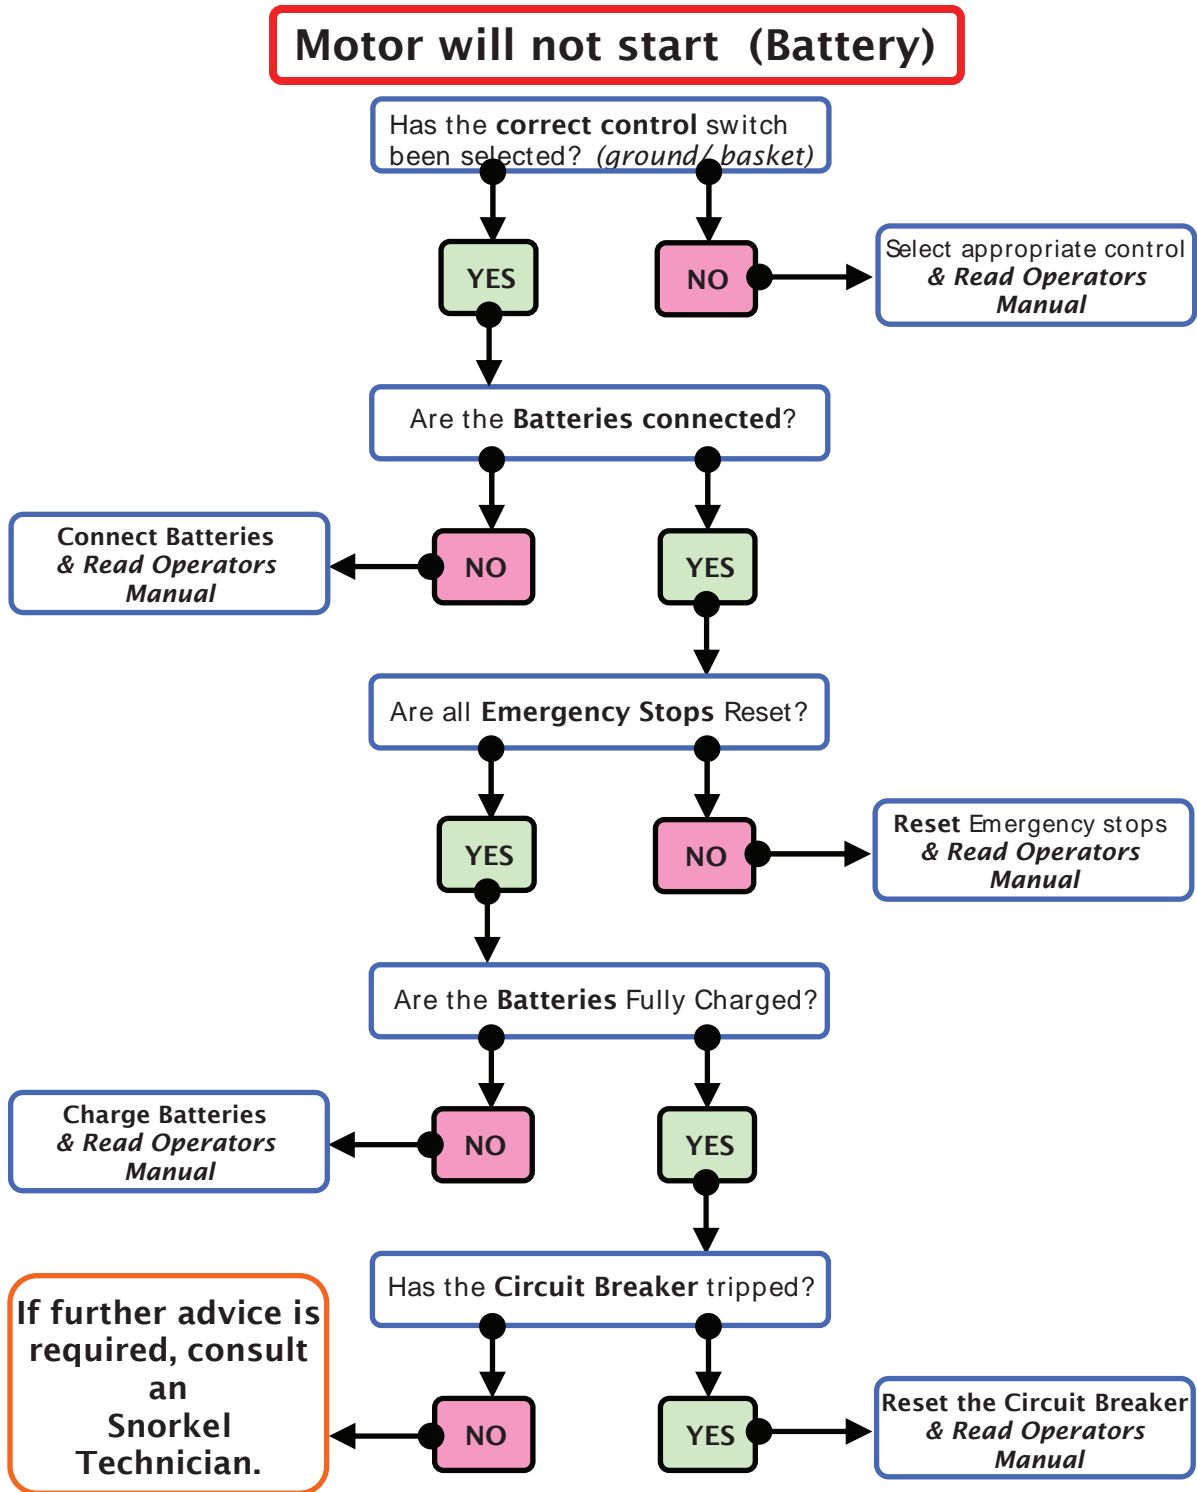 Motor will not start (Battery)
Has the correct control switch
been selected? (ground/ basket)
YES
NO
Select appropriate control
& Read Operators
Manual
Are the Batteries connected?
Connect Batteries
& Read Operators
Manual
NO
YES
Are all Emergency Stops Reset?
YES
NO
Reset Emergency stops
& Read Operators
Manual
Are the Batteries Fully Charged?
Charge Batteries
& Read Operators
Manual
NO
YES
Has the Circuit Breaker tripped?
If further advice is
required, consult
an
Snorkel
Technician.
NO
YES
Reset the Circuit Breaker
& Read Operators
Manual